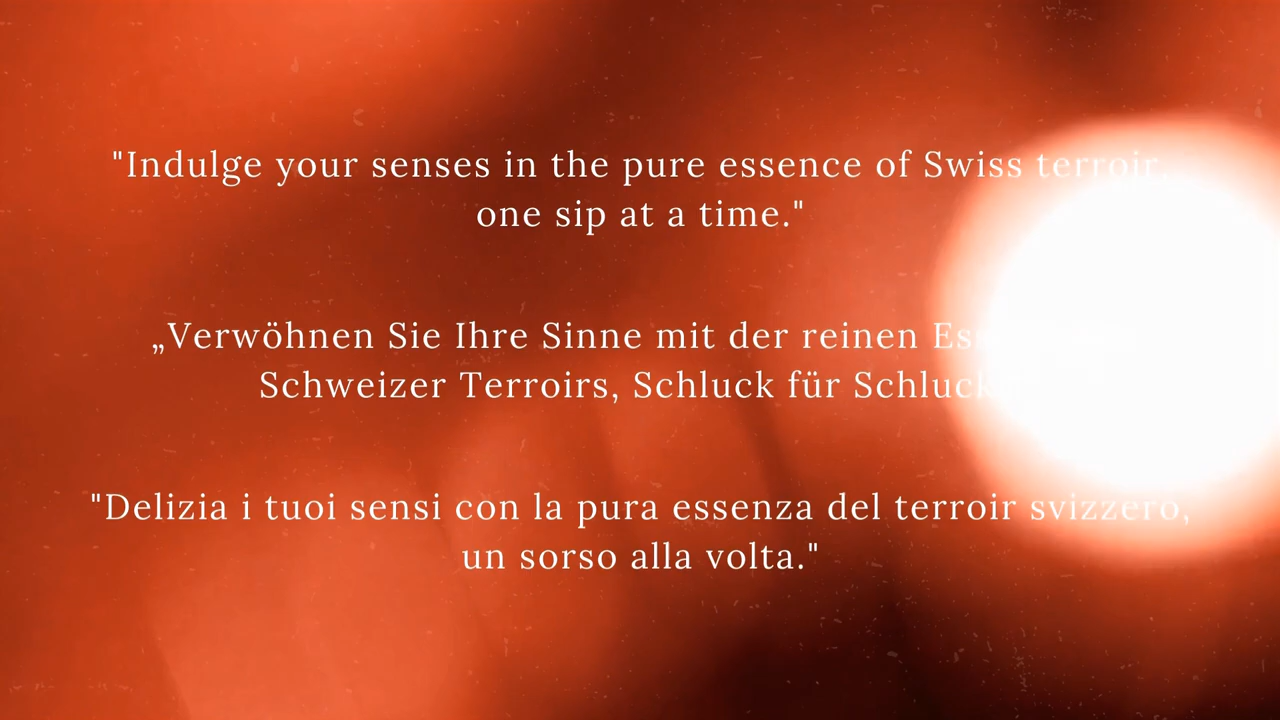 "Indulge your senses in the pure essence of Swiss terroir,
one sip at a time."
„Verwöhnen Sie Ihre Sinne mit der reinen
Schweizer Terroirs, Schluck für Schluck
"Delizia i tuoi sensi con la pura essenza del terroir svizzero,
un sorso alla volta."